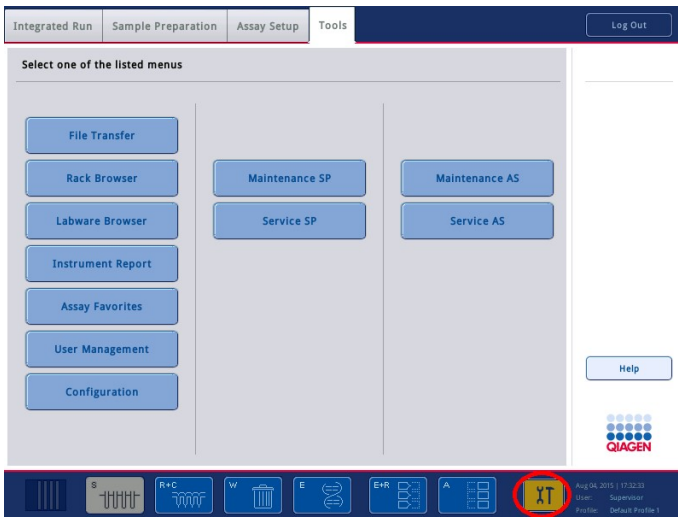 Integrated Run Sample Preparation Assay Setup Tools Log Out
Select one of the listed menus
File Transfer
Rack Browser Maintenance SP Maintenance AS
Labware Browser Service SP Service AS
Instrument Report
Assay Favorites
User Management
Configuration
Help
QIAGEN
S R+C W E E+R A
Aug 04, 2015 | 17:32:33
User: Supervisor
Profile: Default Profile 1